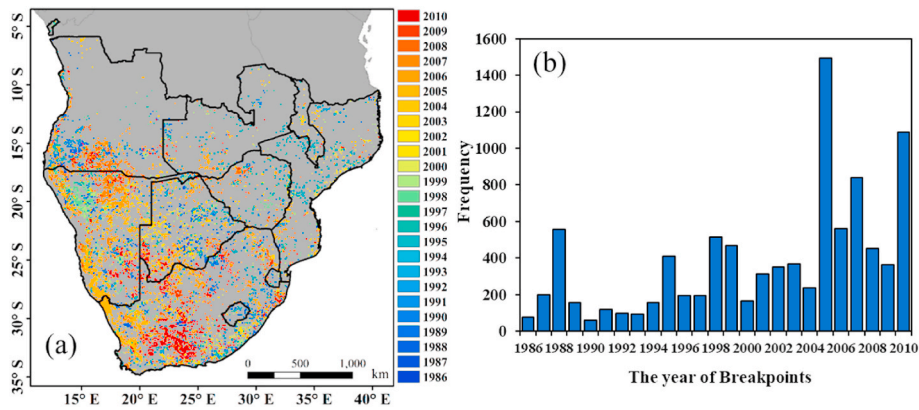 5° S
10° S
15° S
20° S
25° S
30° S
35° S
15° E 20° E 25° E 30° E 35° E 40° E
(a)
0 500 1,000
km
2010
2009
2008
2007
2006
2005
2004
2003
2002
2001
2000
1999
1998
1997
1996
1995
1994
1993
1992
1991
1990
1989
1988
1987
1986
(b)
Frequency
1600
1400
1200
1000
800
600
400
200
0
1986 1988 1990 1992 1994 1996 1998 2000 2002 2004 2006 2008 2010
The year of Breakpoints